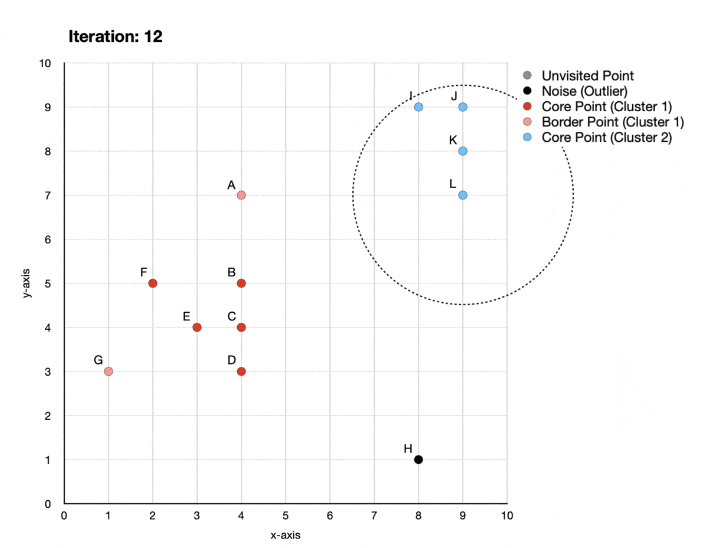 Iteration: 12
Unvisited Point
Noise (Outlier)
Core Point (Cluster 1)
Border Point (Cluster 1)
Core Point (Cluster 2)
10
9
8
7
6
5
4
3
2
1
0
y-axis
I
J
K
A
L
F
B
E
C
G
D
H
0
1
2
3
4
5
6
7
8
9
10
x-axis